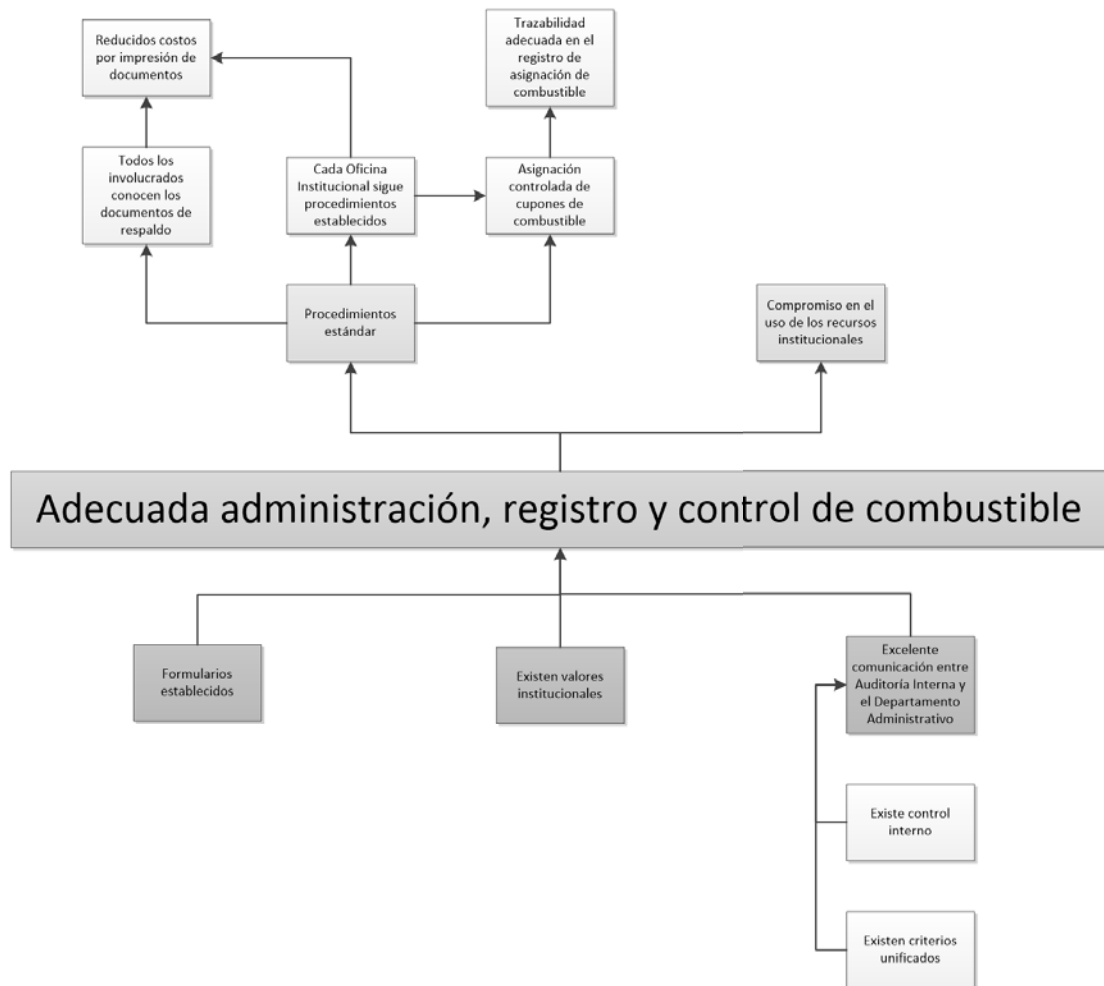 Reducidos costos
por impresión de
documentos
Trazabilidad
adecuada en el
registro de
asignación de
combustible
Todos los
involucrados
conocen los
documentos de
respaldo
Cada Oficina
Institucional sigue
procedimientos
establecidos
Asignación
controlada de
cupones de
combustible
Procedimientos
estándar
Compromiso en el
uso de los recursos
institucionales
Adecuada administración, registro y control de combustible
Formularios
establecidos
Existen valores
institucionales
Excelente
comunicación entre
Auditoría Interna y
el Departamento
Administrativo
Existe control
interno
Existen criterios
unificados